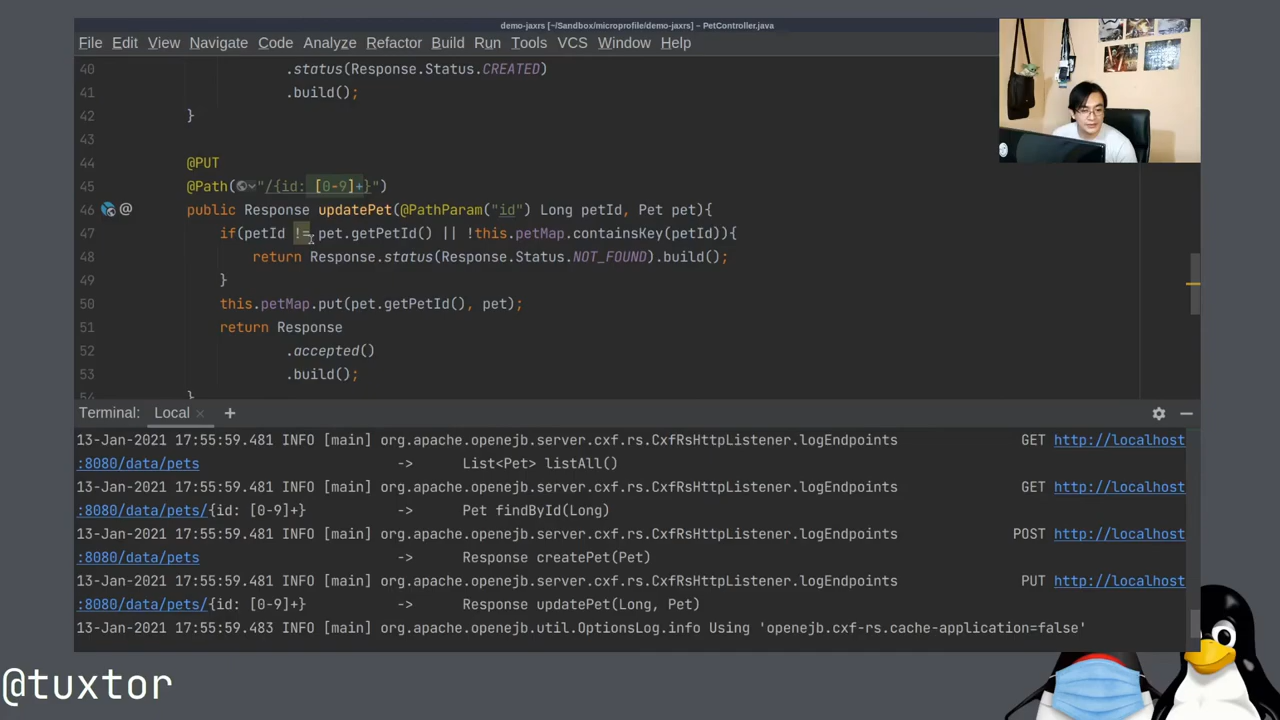 demo-jaxrs [~/Sandbox/microprofile/demo-jaxrs] – PetController.java
File Edit View Navigate Code Analyze Refactor Build Run Tools VCS Window Help
40 .status(Response.Status.CREATED)
41 .build();
42 }
43
44 @PUT
45 @Path("/{id: [0-9]+}")
46 @ public Response updatePet(@PathParam("id") Long petId, Pet pet){
47 if(petId != pet.getPetId() || !this.petMap.containsKey(petId)){
48 return Response.status(Response.Status.NOT_FOUND).build();
49 }
50 this.petMap.put(pet.getPetId(), pet);
51 return Response
52 .accepted()
53 .build();
54 }
Terminal: Local × +
13-Jan-2021 17:55:59.481 INFO [main] org.apache.openejb.server.cxf.rs.CxfRsHttpListener.logEndpoints GET http://localhost
:8080/data/pets -> List<Pet> listAll()
13-Jan-2021 17:55:59.481 INFO [main] org.apache.openejb.server.cxf.rs.CxfRsHttpListener.logEndpoints GET http://localhost
:8080/data/pets/{id: [0-9]+} -> Pet findById(Long)
13-Jan-2021 17:55:59.481 INFO [main] org.apache.openejb.server.cxf.rs.CxfRsHttpListener.logEndpoints POST http://localhost
:8080/data/pets -> Response createPet(Pet)
13-Jan-2021 17:55:59.481 INFO [main] org.apache.openejb.server.cxf.rs.CxfRsHttpListener.logEndpoints PUT http://localhost
:8080/data/pets/{id: [0-9]+} -> Response updatePet(Long, Pet)
13-Jan-2021 17:55:59.483 INFO [main] org.apache.openejb.util.OptionsLog.info Using 'openejb.cxf-rs.cache-application=false'
@tuxtor